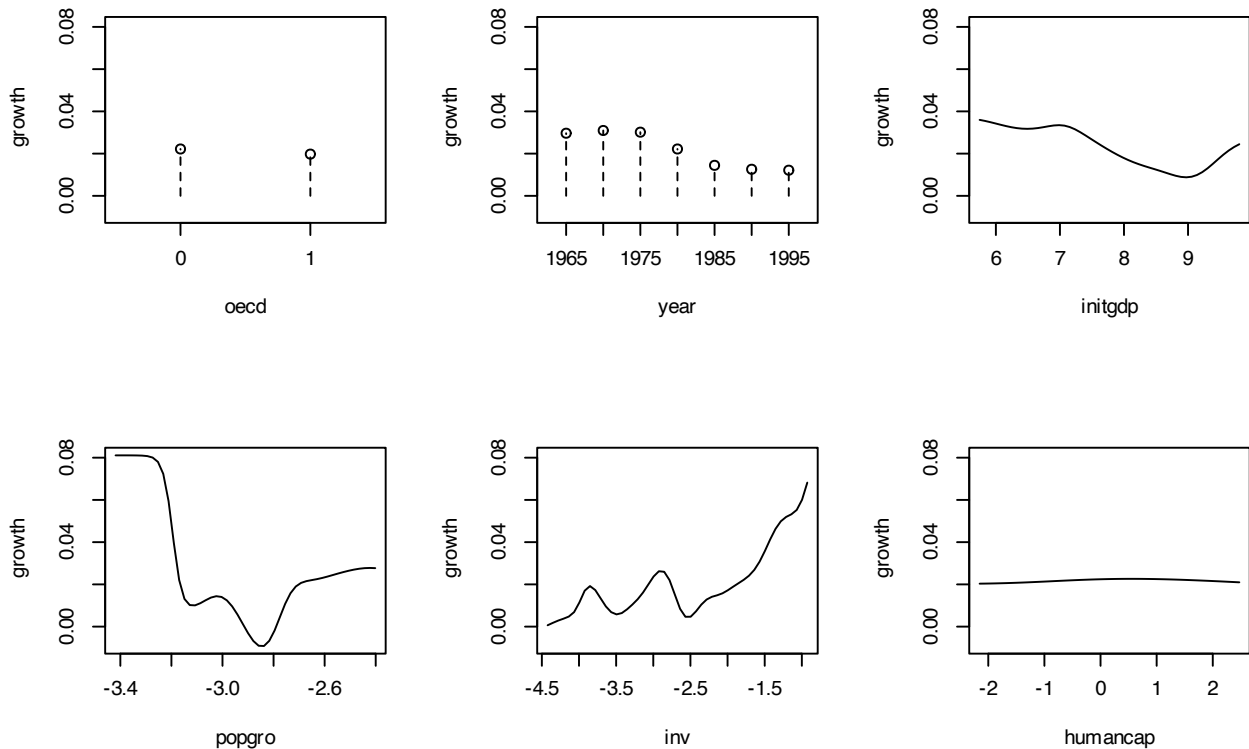 growth
0.00 0.04 0.08
0 1
oecd
growth
0.00 0.04 0.08
1965 1975 1985 1995
year
growth
0.00 0.04 0.08
6 7 8 9
initgdp
growth
0.00 0.04 0.08
-3.4 -3.0 -2.6
popgro
growth
0.00 0.04 0.08
-4.5 -3.5 -2.5 -1.5
inv
growth
0.00 0.04 0.08
-2 -1 0 1 2
humancap